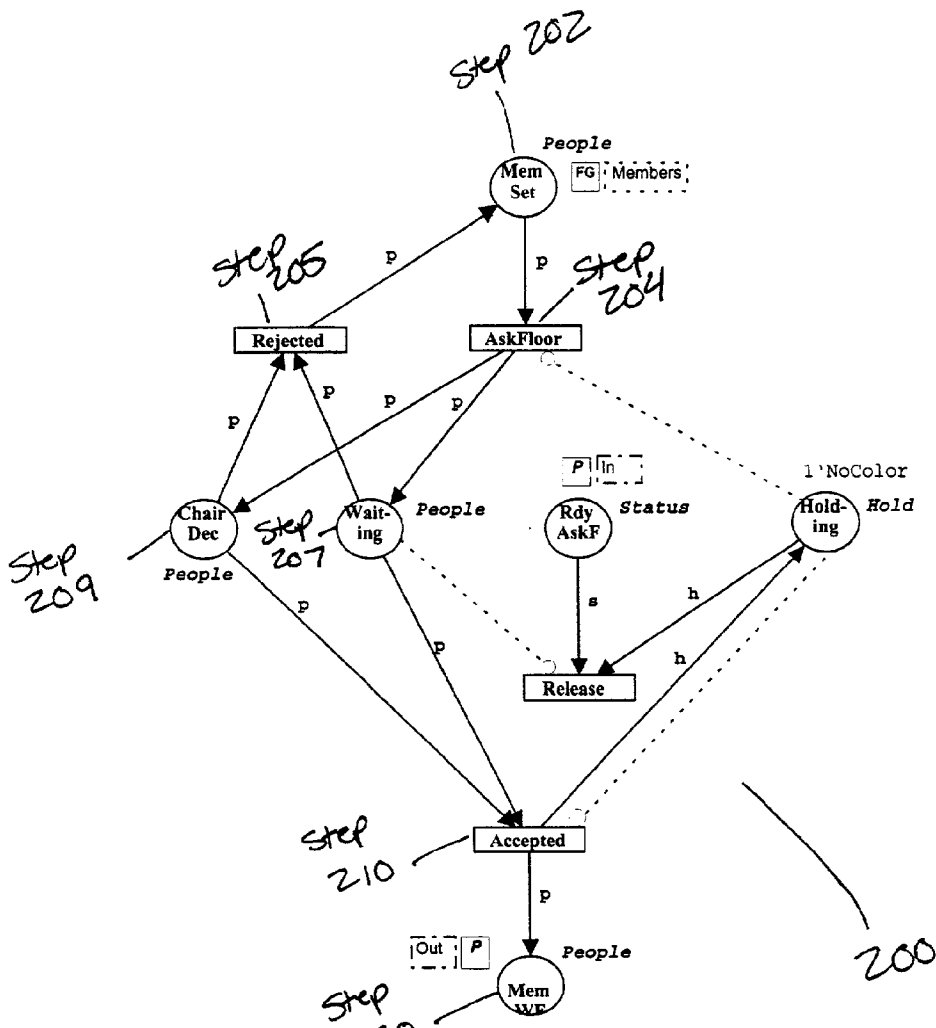 Step 202
People
Mem
Set
FG
Members
p
p
Step
205
Step
204
Rejected
AskFloor
p
p
p
p
P
In
1'NoColor
Chair
Dec
Wait-
ing
People
Rdy
AskF
Status
Hold-
ing
Hold
Step
209
Step
207
People
p
s
h
p
h
Release
Step
210
Accepted
p
Out
P
People
200
Mem
Step